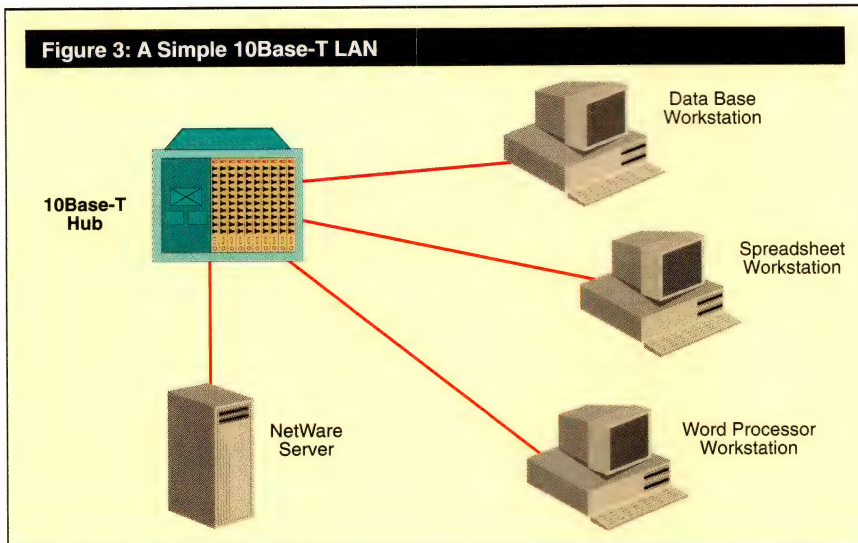 Figure 3: A Simple 10Base-T LAN
Data Base
Workstation
10Base-T
Hub
Spreadsheet
Workstation
NetWare
Server
Word Processor
Workstation